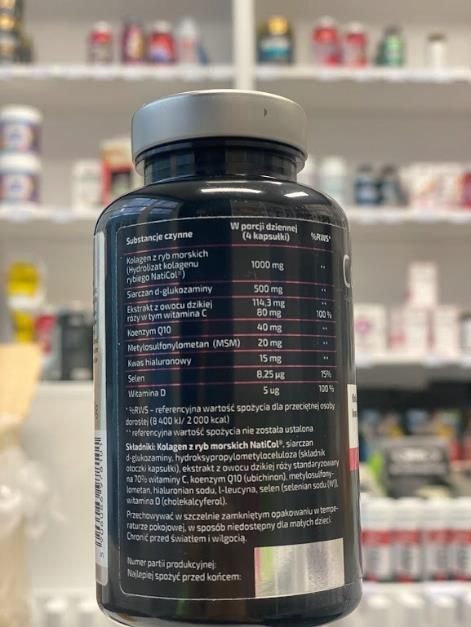 Substancje czynne W porcji dziennej (4 kapsułki) %RWS*
Kolagen z ryb morskich
(Hydrolizat kolagenu
rybiego NatiCol®) 1000 mg **
Siarczan d-glukozaminy 500 mg **
Ekstrakt z owocu dzikiej 114,3 mg **
róży w tym witamina C 80 mg 100 %
Koenzym Q10 40 mg **
Metylosulfonylometan (MSM) 20 mg **
Kwas hialuronowy 15 mg **
Selen 8,25 µg 15%
Witamina D 5 ug 100 %
*%RWS - referencyjna wartość spożycia dla przeciętnej osoby
dorosłej (8 400 kJ/ 2 000 kcal)
** referencyjna wartość spożycia nie została ustalona
Składniki: Kolagen z ryb morskich NatiCol®, siarczan
d-glukozaminy, hydroksypropylometyloceluloza (składnik
otoczki kapsułki), ekstrakt z owocu dzikiej róży standaryzowany
na 70% witaminy C, koenzym Q10 (ubichinon), metylosulfony-
lometan, hialuronian sodu, l-leucyna, selen (selenian sodu (IV)),
witamina D (cholekalcyferol).
Przechowywać w szczelnie zamkniętym opakowaniu w tempe-
raturze pokojowej, w sposób niedostępny dla małych dzieci.
Chronić przed światłem i wilgocią.
Numer partii produkcyjnej:
Najlepiej spożyć przed końcem: